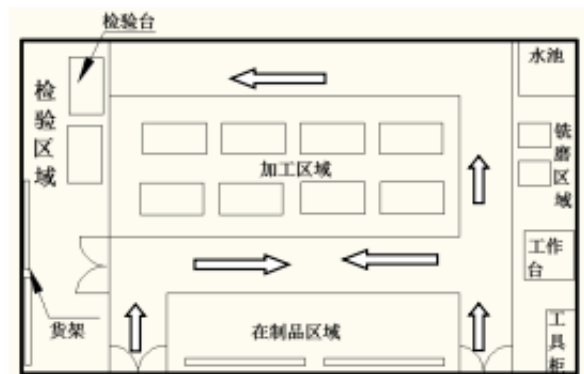 检验台
水池
检验区域
铣磨区域
加工区域
工作台
货架
在制品区域
工具柜